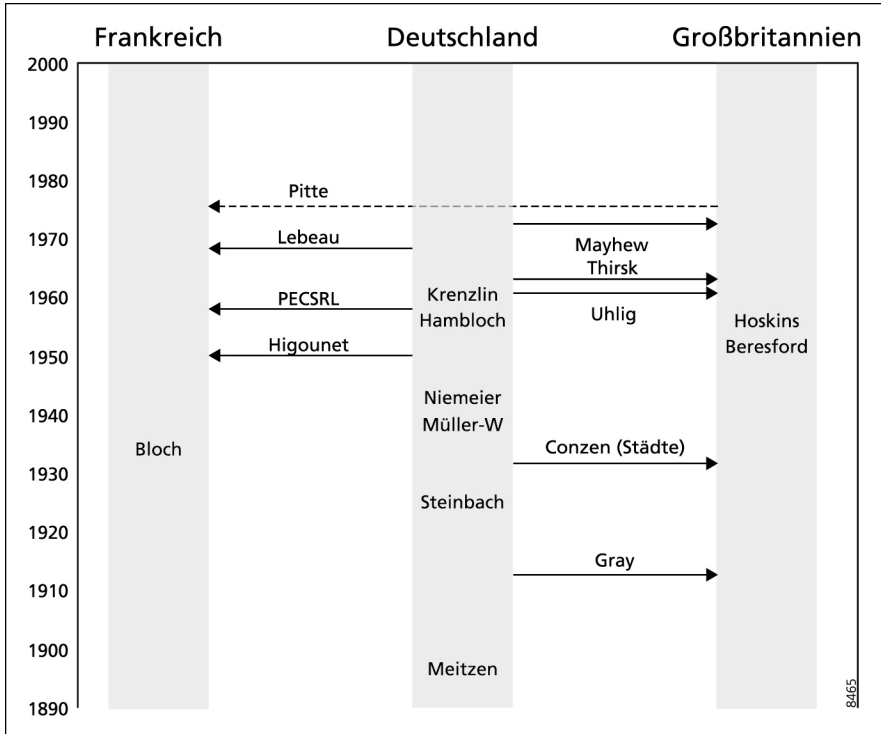 Frankreich Deutschland Großbritannien
2000
1990
1980
Pitte
1970
Lebeau
Mayhew
Thirsk
1960
PECSRL
Krenzlin
Hambloch
Uhlig
Hoskins
Beresford
1950
Higounet
1940
Niemeier
Müller-W
Bloch
Conzen (Städte)
1930
Steinbach
1920
Gray
1910
1900
Meitzen
1890
8465